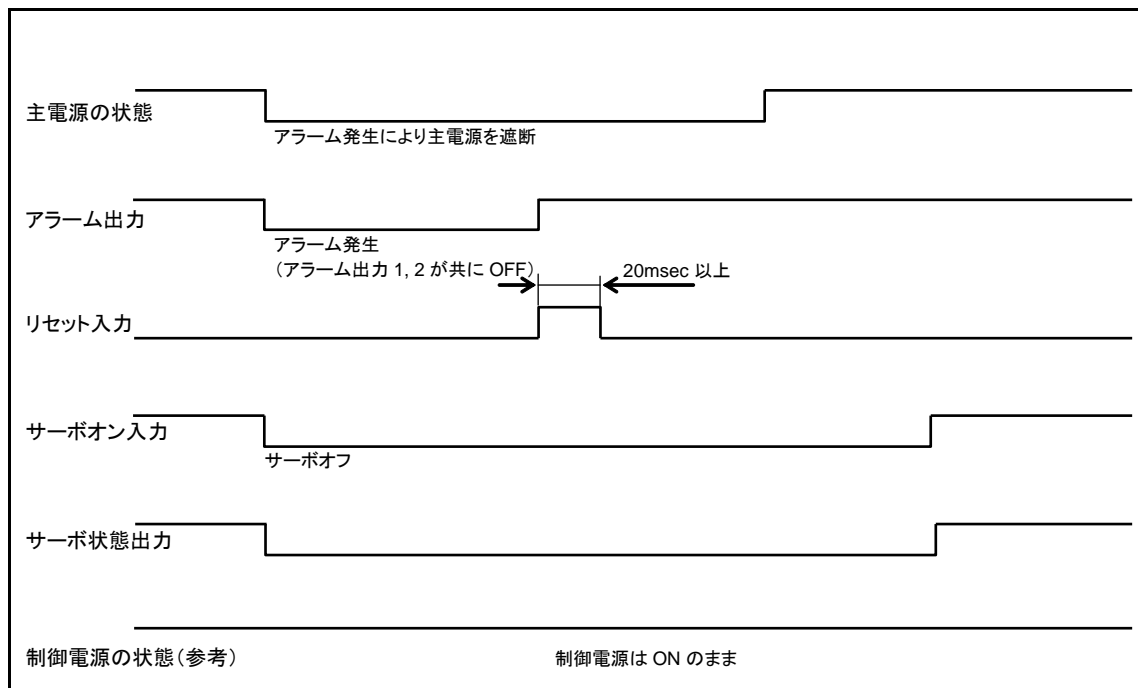 主電源の状態
アラーム発生により主電源を遮断
アラーム出力
アラーム発生
（アラーム出力 1, 2 が共に OFF）
20msec 以上
リセット入力
サーボオン入力
サーボオフ
サーボ状態出力
制御電源の状態（参考）
制御電源は ON のまま